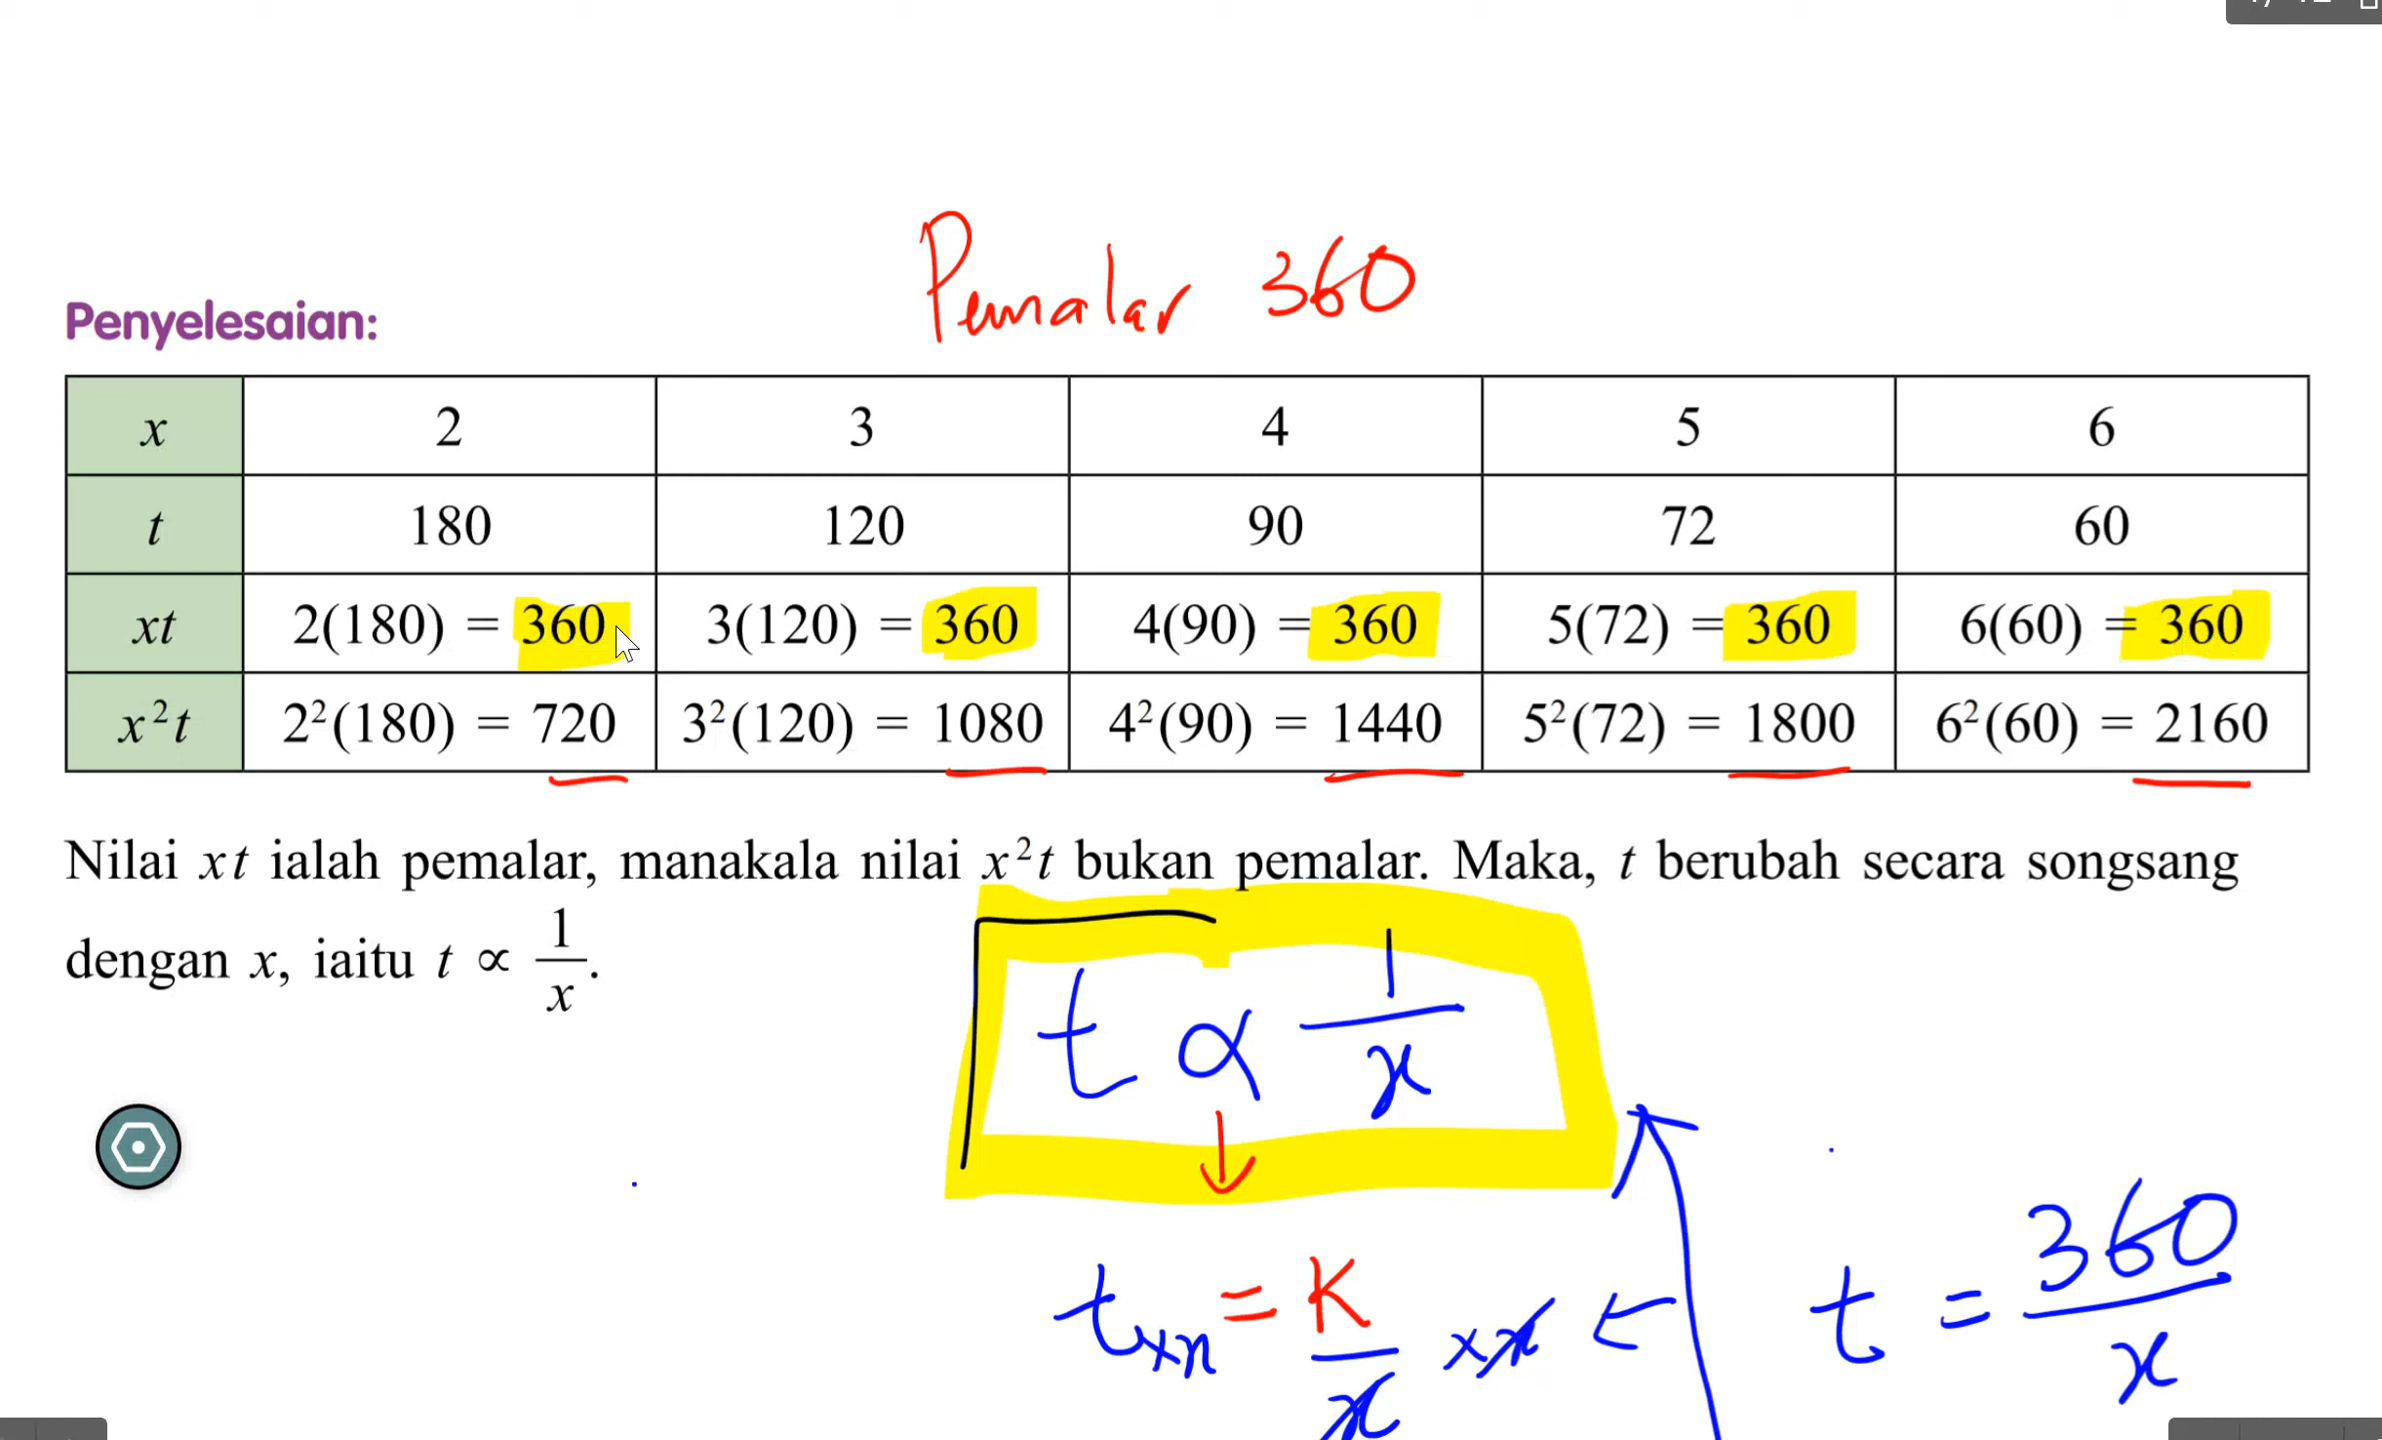 Pemalar 360
Penyelesaian:
x 2 3 4 5 6
t 180 120 90 72 60
xt 2(180) = 360 3(120) = 360 4(90) = 360 5(72) = 360 6(60) = 360
x²t 2²(180) = 720 3²(120) = 1080 4²(90) = 1440 5²(72) = 1800 6²(60) = 2160
Nilai xt ialah pemalar, manakala nilai x²t bukan pemalar. Maka, t berubah secara songsang
dengan x, iaitu t ∝ 1/x.
t ∝ 1/x
t×x = K/x ×x
t = 360/x